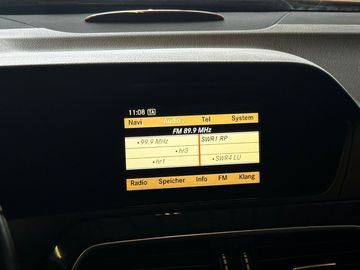 11:08 TA
Navi Audio Tel System
FM 89.9 MHz
99.9 MHz SWR1 RP
hr3
hr1 SWR4 LU
Radio Speicher Info FM Klang